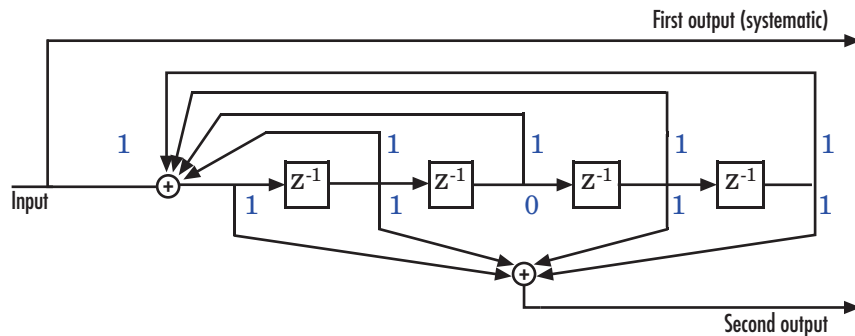 First output (systematic)
1 1 1 1 1
z-1 z-1 z-1 z-1
Input
1 1 0 1 1
Second output